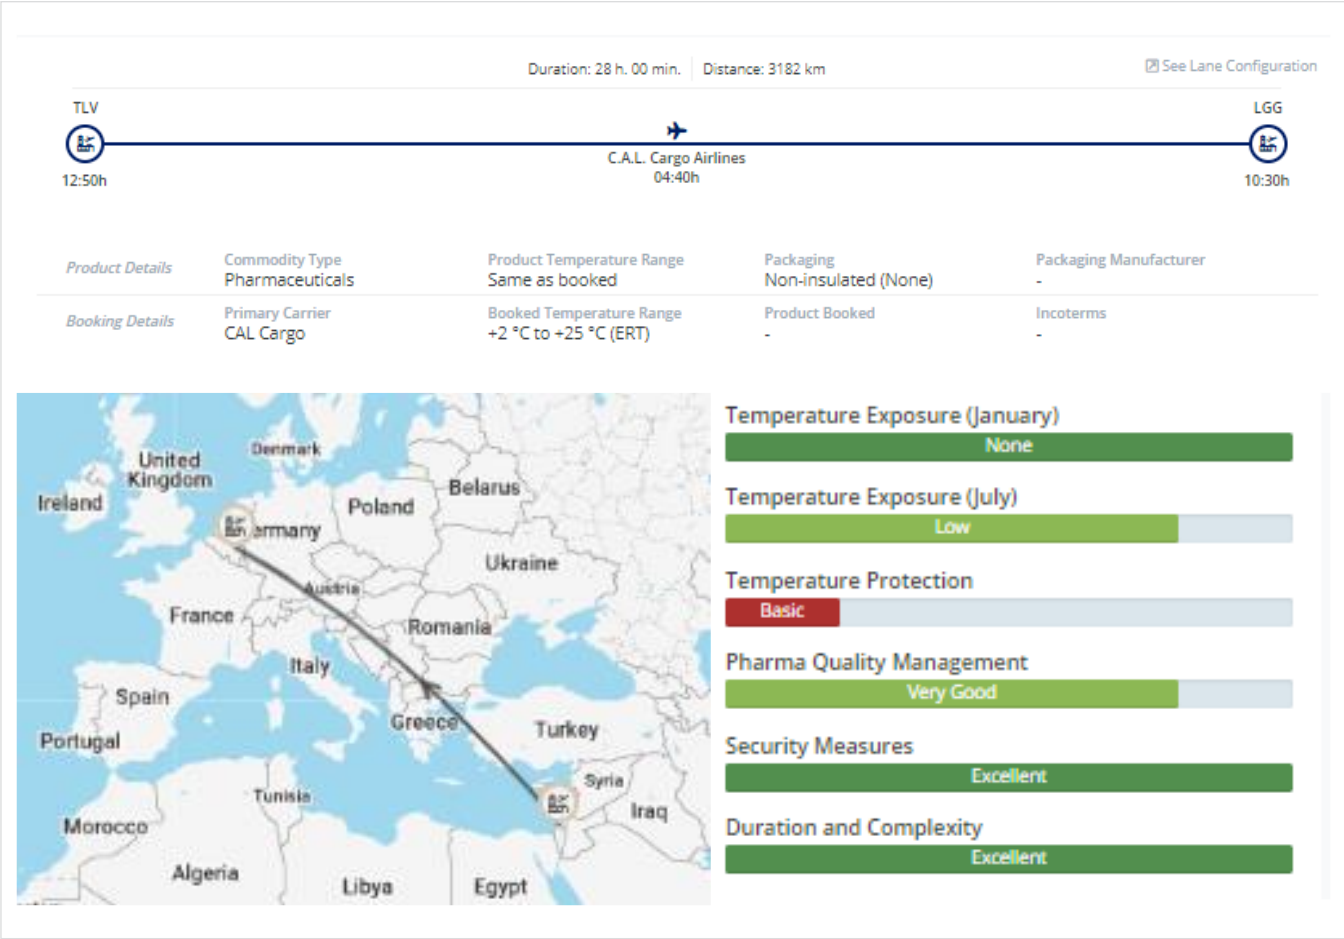 Duration: 28 h. 00 min. Distance: 3182 km
See Lane Configuration
TLV
LGG
C.A.L. Cargo Airlines
12:50h
04:40h
10:30h
Product Details
Commodity Type
Pharmaceuticals
Product Temperature Range
Same as booked
Packaging
Non-insulated (None)
Packaging Manufacturer
-
Booking Details
Primary Carrier
CAL Cargo
Booked Temperature Range
+2 °C to +25 °C (ERT)
Product Booked
-
Incoterms
-
Denmark
United
Kingdom
Ireland
Belarus
Poland
ermany
Ukraine
Austria
France
Romania
Italy
Spain
Greece
Turkey
Portugal
Syria
Tunisia
Iraq
Morocco
Algeria
Libya
Egypt
Temperature Exposure (January)
None
Temperature Exposure (July)
Low
Temperature Protection
Basic
Pharma Quality Management
Very Good
Security Measures
Excellent
Duration and Complexity
Excellent